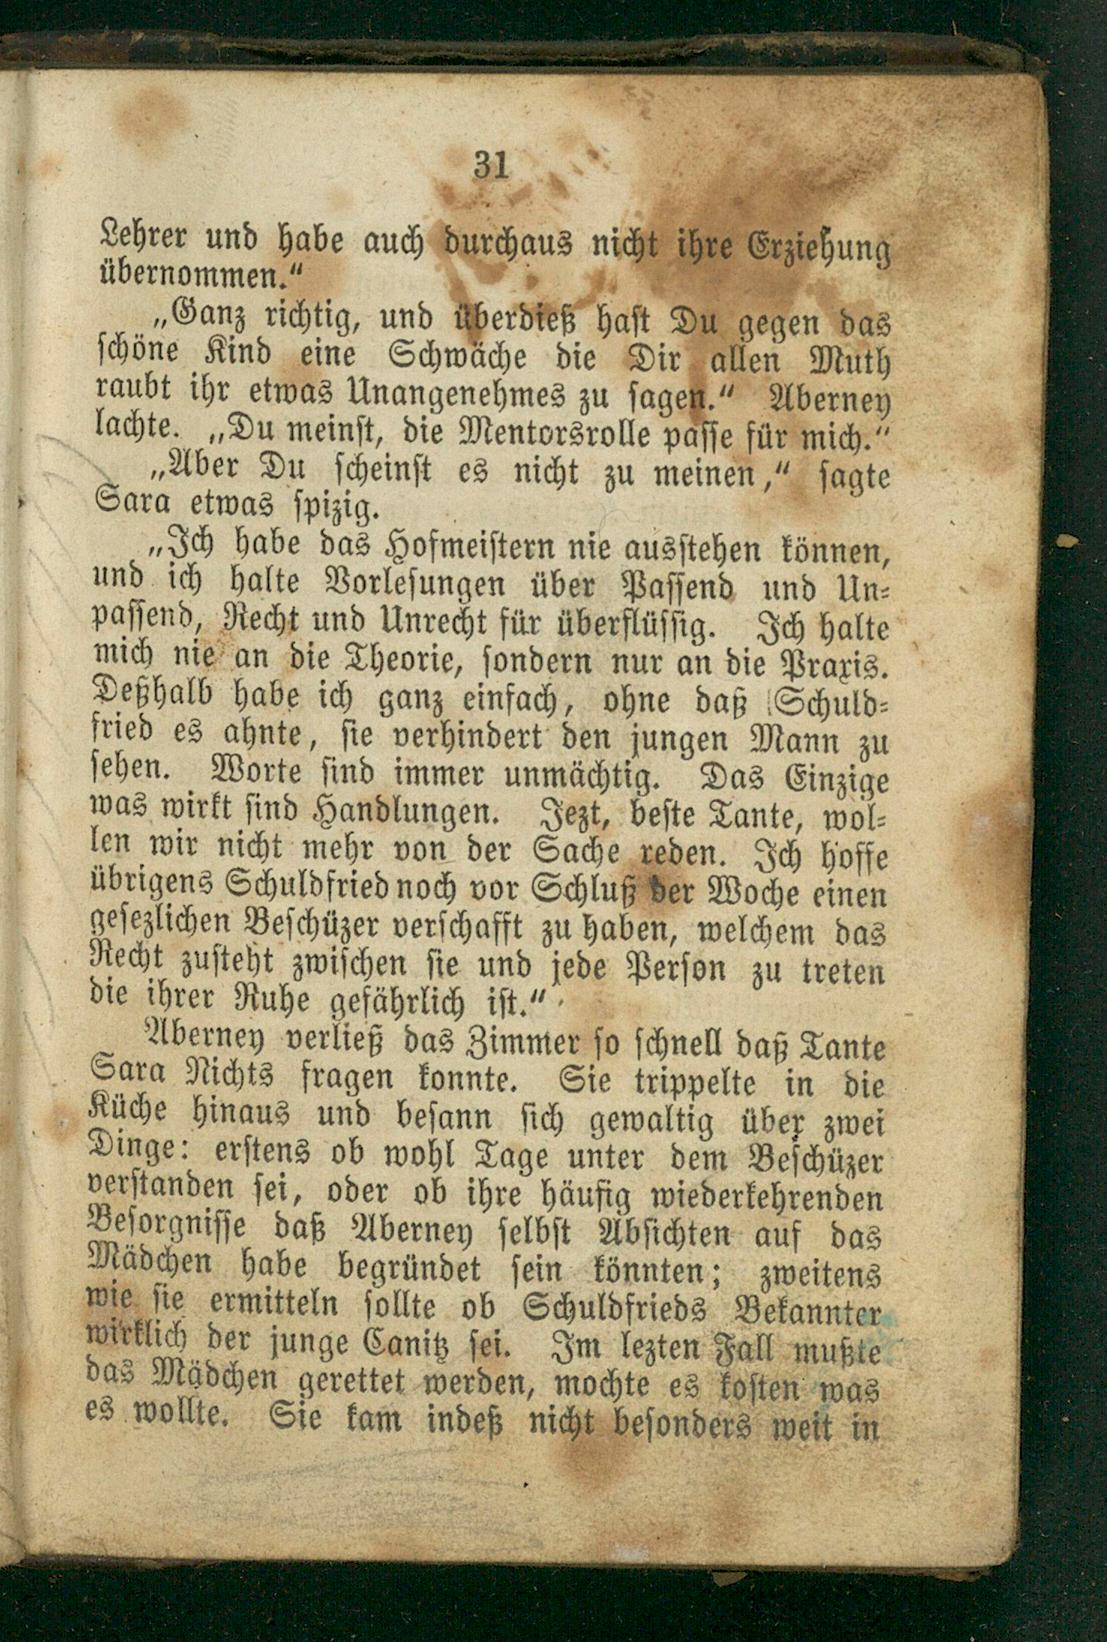 31
Lehrer und habe auch durchaus nicht ihre Erziehung
übernommen.“
„Ganz richtig, und überdieß hast Du gegen das
schöne Kind eine Schwäche die Dir allen Muth
raubt ihr etwas Unangenehmes zu sagen.“ Aberney
lachte. „Du meinst, die Mentorsrolle passe für mich.“
„Aber Du scheinst es nicht zu meinen,“ sagte
Sara etwas spizig.
„Ich habe das Hofmeistern nie ausstehen können,
und ich halte Vorlesungen über Passend und Un-
passend, Recht und Unrecht für überflüssig. Ich halte
mich nie an die Theorie, sondern nur an die Praxis.
Deßhalb habe ich ganz einfach, ohne daß Schuld-
fried es ahnte, sie verhindert den jungen Mann zu
sehen. Worte sind immer unmächtig. Das Einzige
was wirkt sind Handlungen. Jezt, beste Tante, wol-
len wir nicht mehr von der Sache reden. Ich hoffe
übrigens Schuldfried noch vor Schluß der Woche einen
gesezlichen Beschüzer verschafft zu haben, welchem das
Recht zusteht zwischen sie und jede Person zu treten
die ihrer Ruhe gefährlich ist.“
Aberney verließ das Zimmer so schnell daß Tante
Sara Nichts fragen konnte. Sie trippelte in die
Küche hinaus und besann sich gewaltig über zwei
Dinge: erstens ob wohl Tage unter dem Beschüzer
verstanden sei, oder ob ihre häufig wiederkehrenden
Besorgnisse daß Aberney selbst Absichten auf das
Mädchen habe begründet sein könnten; zweitens
wie sie ermitteln sollte ob Schuldfrieds Bekannter
wirklich der junge Canitz sei. Im lezten Fall mußte
das Mädchen gerettet werden, mochte es kosten was
es wollte. Sie kam indeß nicht besonders weit in